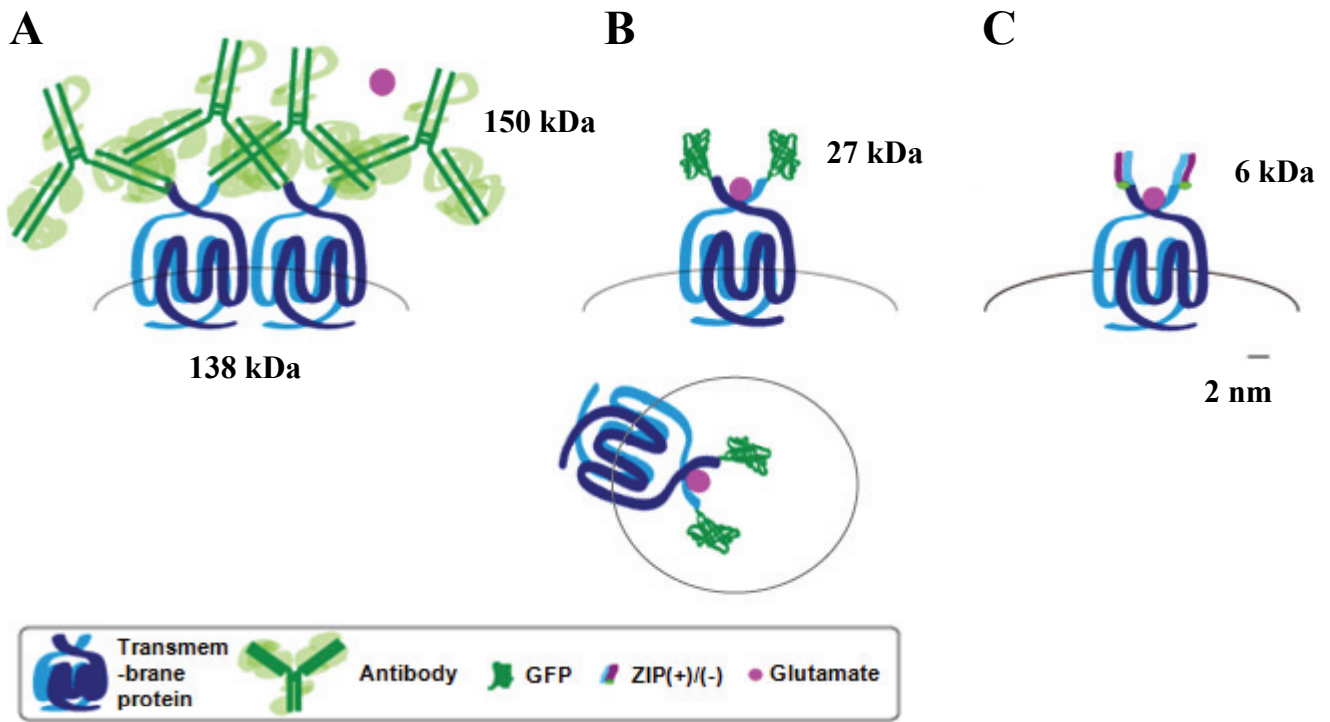 A
B
C
150 kDa
27 kDa
6 kDa
138 kDa
2 nm
Transmem
-brane
protein
Antibody
GFP
ZIP(+)/(-)
Glutamate